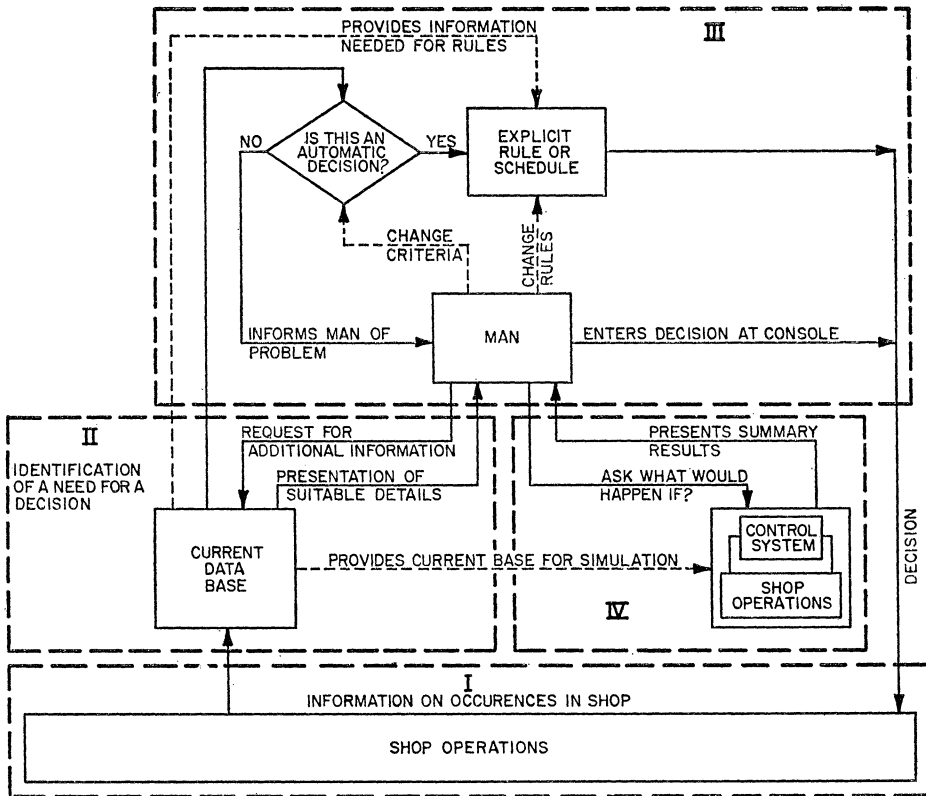 PROVIDES INFORMATION
NEEDED FOR RULES
III
NO
IS THIS AN
AUTOMATIC
DECISION?
YES
EXPLICIT
RULE OR
SCHEDULE
CHANGE
CRITERIA
CHANGE
RULES
INFORMS MAN OF
PROBLEM
MAN
ENTERS DECISION AT CONSOLE
II
IDENTIFICATION
OF A NEED FOR A
DECISION
REQUEST FOR
ADDITIONAL INFORMATION
PRESENTATION OF
SUITABLE DETAILS
PRESENTS SUMMARY
RESULTS
ASK WHAT WOULD
HAPPEN IF?
CURRENT
DATA
BASE
PROVIDES CURRENT BASE FOR SIMULATION
CONTROL
SYSTEM
SHOP
OPERATIONS
IV
DECISION
I
INFORMATION ON OCCURENCES IN SHOP
SHOP OPERATIONS